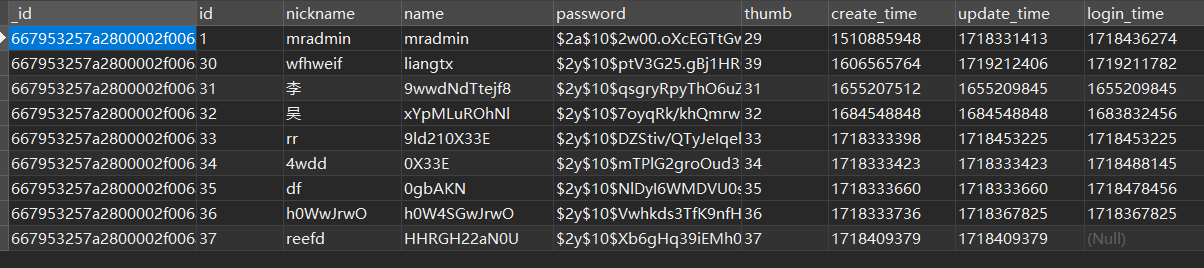 _id id nickname name password thumb create_time update_time login_time
667953257a2800002f006 1 mradmin mradmin $2a$10$2w00.oXcEGTtGw 29 1510885948 1718331413 1718436274
667953257a2800002f006 30 wfhweif liangtx $2y$10$ptV3G25.gBj1HR 39 1606565764 1719212406 1719211782
667953257a2800002f006 31 李 9wwdNdTtejf8 $2y$10$qsgryRpyThO6uZ 31 1655207512 1655209845 1655209845
667953257a2800002f006 32 昊 xYpMLuROhNl $2y$10$7oyqRk/khQmrw 32 1684548848 1684548848 1683832456
667953257a2800002f006 33 rr 9ld210X33E $2y$10$DZStiv/QTyJeIqel 33 1718333398 1718453225 1718453225
667953257a2800002f006 34 4wdd 0X33E $2y$10$mTPlG2groOud3 34 1718333423 1718333423 1718488145
667953257a2800002f006 35 df 0gbAKN $2y$10$NlDyI6WMDVU0s 35 1718333660 1718333660 1718478456
667953257a2800002f006 36 h0WwJrwO h0W4SGwJrwO $2y$10$Vwhkds3TfK9nfH 36 1718333736 1718367825 1718367825
667953257a2800002f006 37 reefd HHRGH22aN0U $2y$10$Xb6gHq39iEMh0 37 1718409379 1718409379 (Null)